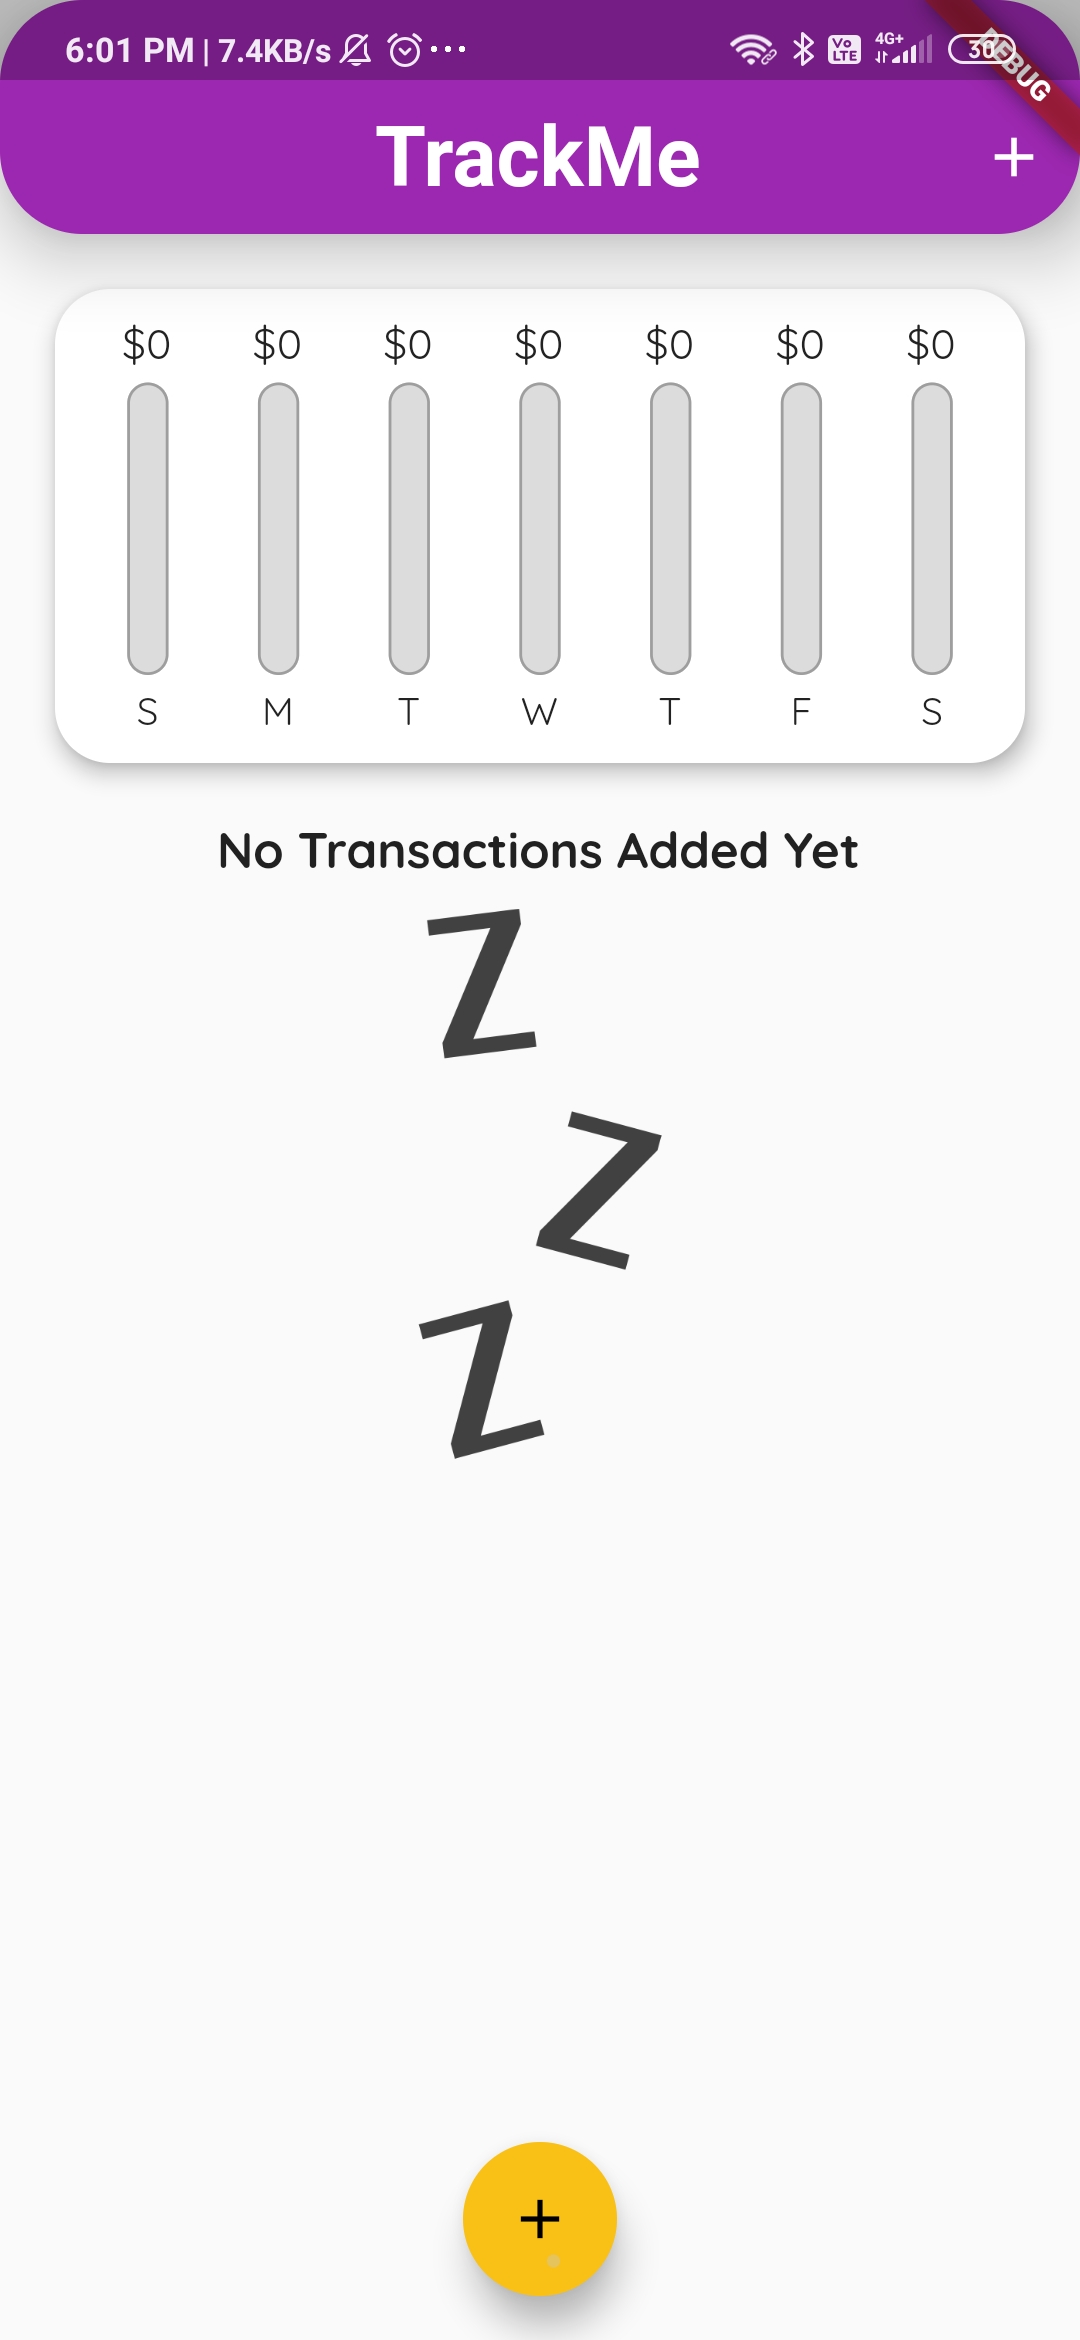 6:01 PM | 7.4KB/s
Vo LTE
4G+
30
DEBUG
TrackMe
+
$0 $0 $0 $0 $0 $0 $0
S M T W T F S
No Transactions Added Yet
Z
Z
Z
+